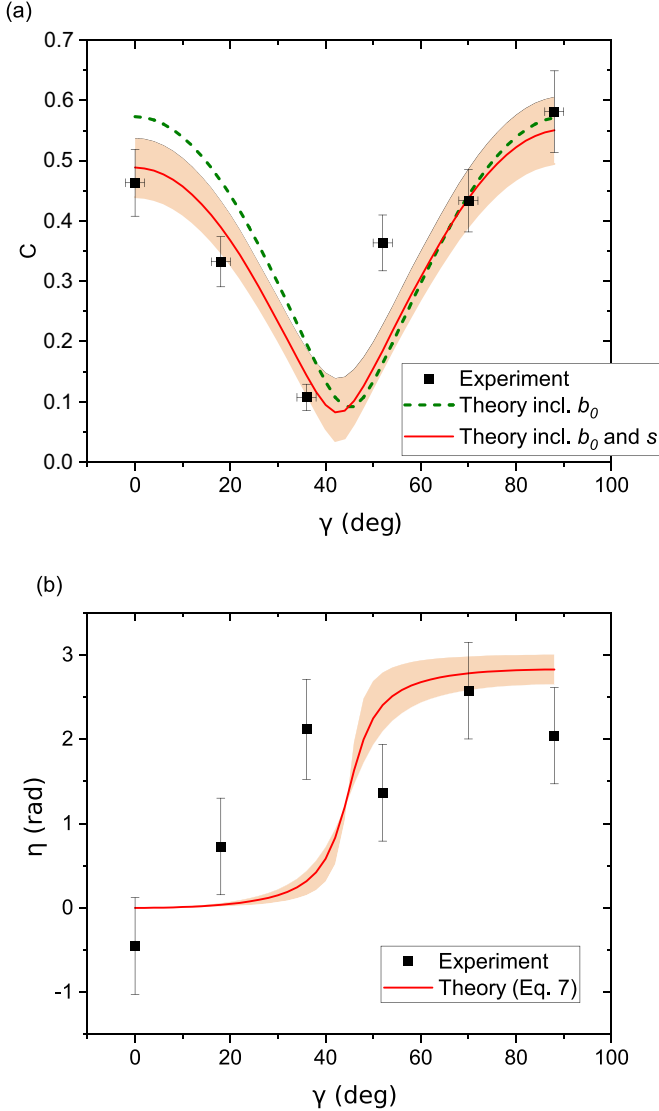 (a)
0.7
0.6
0.5
0.4
0.3
0.2
0.1
0.0
C
Experiment
Theory incl. b₀
Theory incl. b₀ and s
0 20 40 60 80 100
γ (deg)
(b)
3
2
1
0
-1
η (rad)
Experiment
Theory (Eq. 7)
0 20 40 60 80 100
γ (deg)